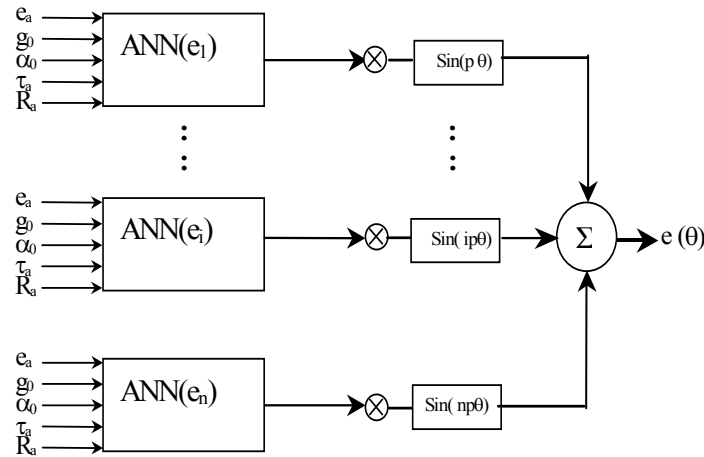 eₐ
g₀
α₀
τₐ
Rₐ
ANN(e₁)
Sin(p θ)
eₐ
g₀
α₀
τₐ
Rₐ
ANN(eᵢ)
Sin( ipθ)
Σ
e (θ)
eₐ
g₀
α₀
τₐ
Rₐ
ANN(eₙ)
Sin( npθ)